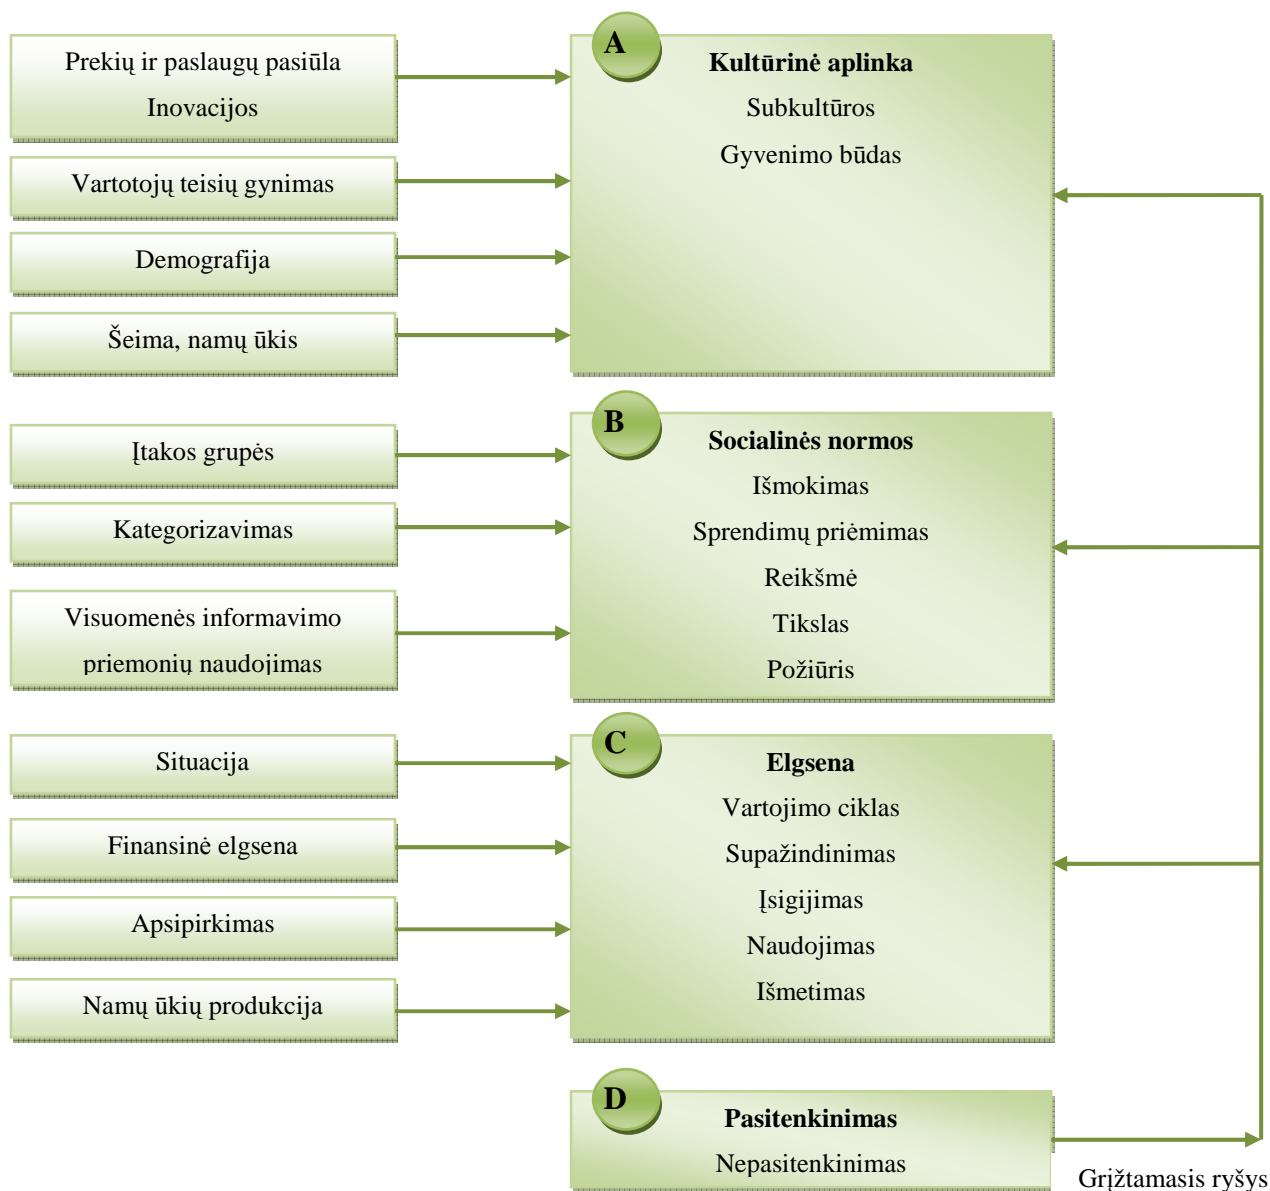 Prekių ir paslaugų pasiūla
Inovacijos
Vartotojų teisių gynimas
Demografija
Šeima, namų ūkis
A
Kultūrinė aplinka
Subkultūros
Gyvenimo būdas
Įtakos grupės
Kategorizavimas
Visuomenės informavimo
priemonių naudojimas
B
Socialinės normos
Išmokimas
Sprendimų priėmimas
Reikšmė
Tikslas
Požiūris
Situacija
Finansinė elgsena
Apsipirkimas
Namų ūkių produkcija
C
Elgsena
Vartojimo ciklas
Supažindinimas
Įsigijimas
Naudojimas
Išmetimas
D
Pasitenkinimas
Nepasitenkinimas
Grįžtamasis ryšys